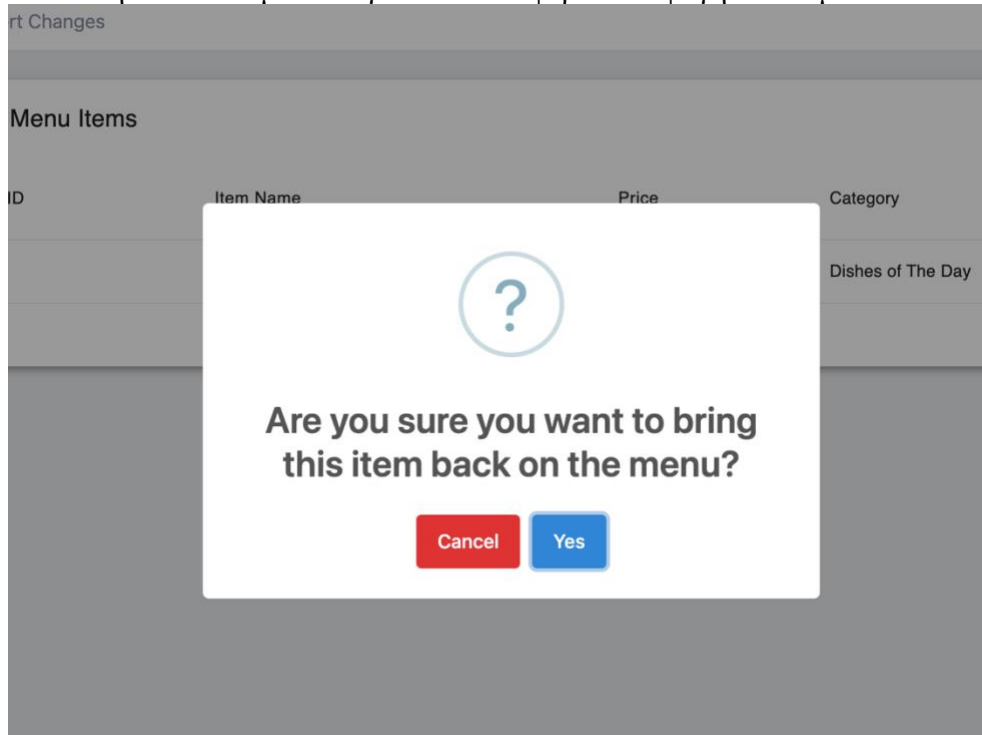 rt Changes
Menu Items
ID Item Name Price Category
Dishes of The Day
?
Are you sure you want to bring
this item back on the menu?
Cancel Yes